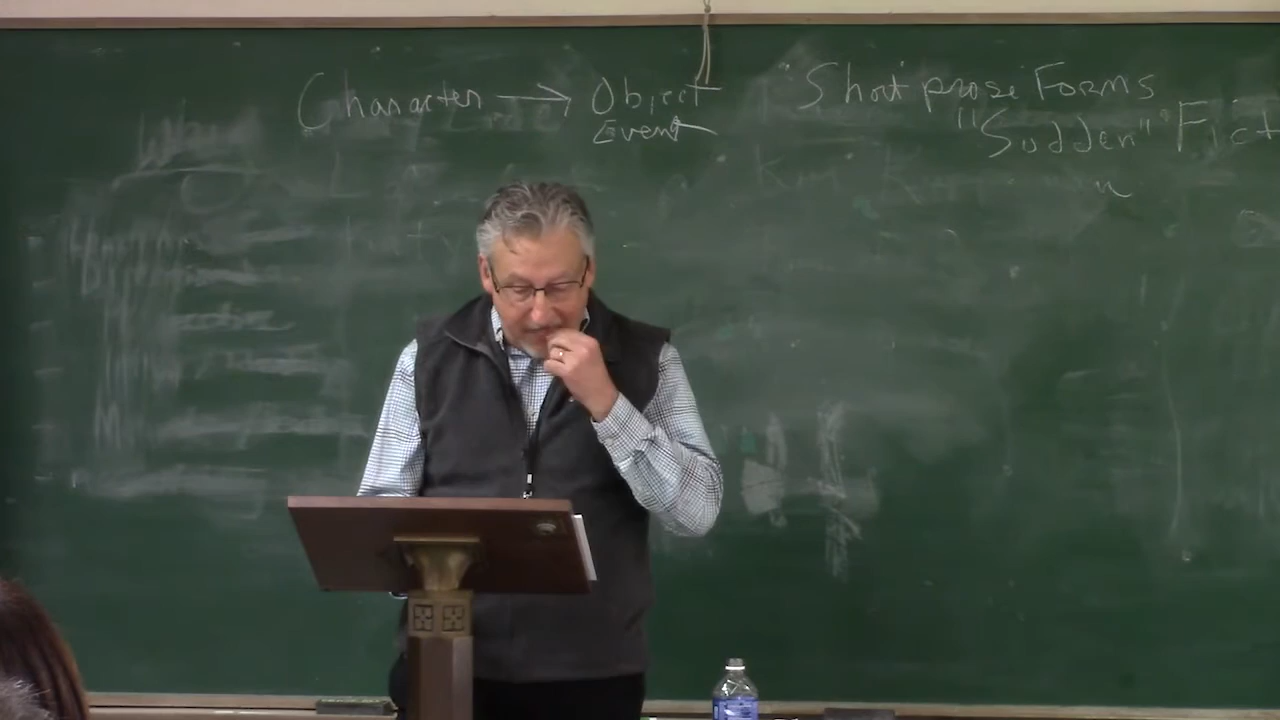 Character → Object
Event
"Short" prose Forms
"Sudden" Fict